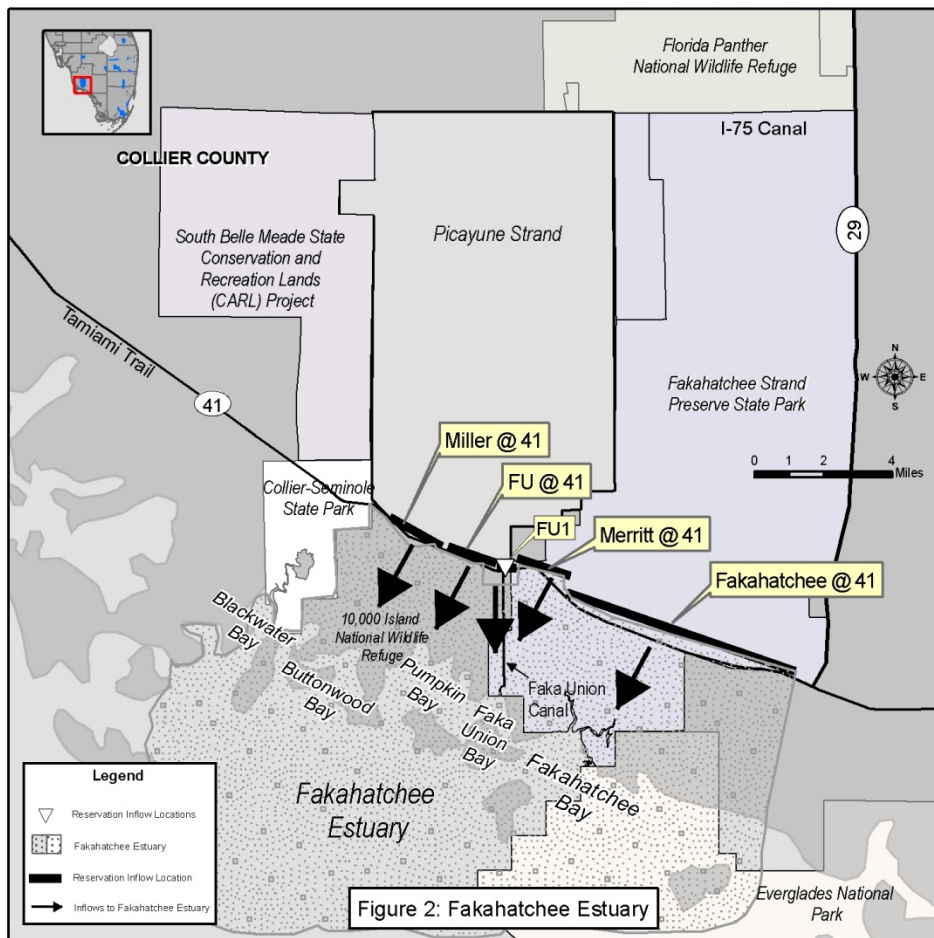 Florida Panther
National Wildlife Refuge
I-75 Canal
COLLIER COUNTY
29
South Belle Meade State
Conservation and
Recreation Lands
(CARL) Project
Picayune Strand
Tamiami Trail
41
Fakahatchee Strand
Preserve State Park
N
W
E
S
0 1 2 4
Miles
Miller @ 41
FU @ 41
FU1
Merritt @ 41
Fakahatchee @ 41
Collier-Seminole
State Park
10,000 Island
National Wildlife
Refuge
Blackwater
Bay
Buttonwood
Bay
Pumpkin
Bay
Faka
Union
Bay
Faka Union
Canal
Fakahatchee
Bay
Fakahatchee
Estuary
Everglades National
Park
Legend
Reservation Inflow Locations
Fakahatchee Estuary
Reservation Inflow Location
Inflows to Fakahatchee Estuary
Figure 2: Fakahatchee Estuary